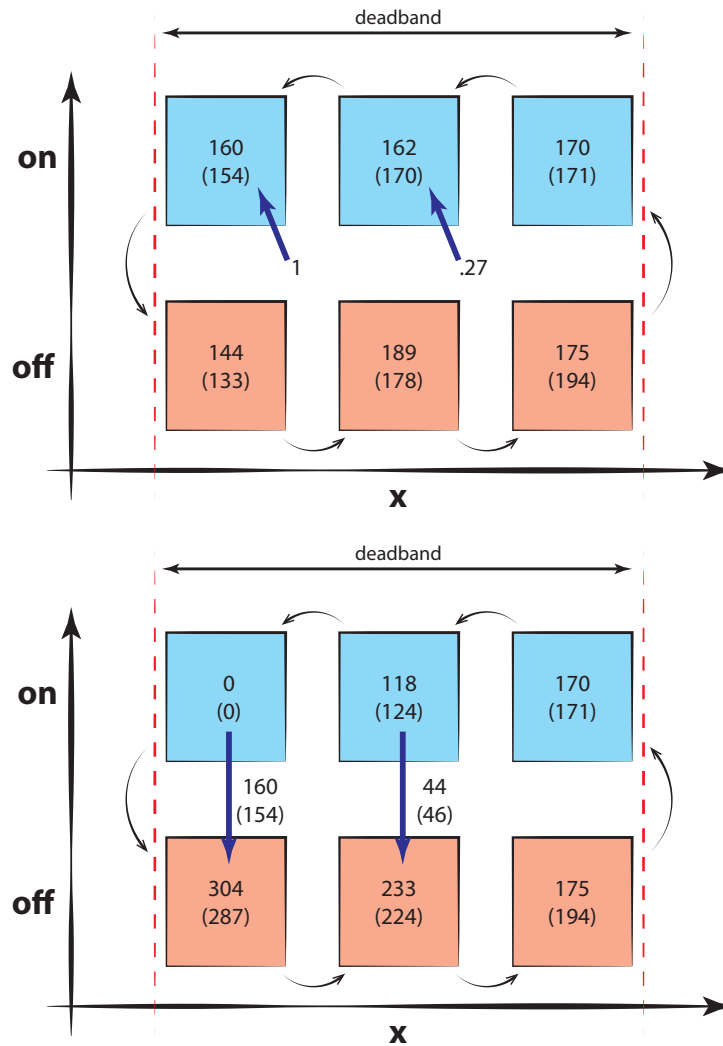 deadband
on
160 162 170
(154) (170) (171)
1 .27
off
144 189 175
(133) (178) (194)
x
deadband
on
0 118 170
(0) (124) (171)
160 44
(154) (46)
off
304 233 175
(287) (224) (194)
x